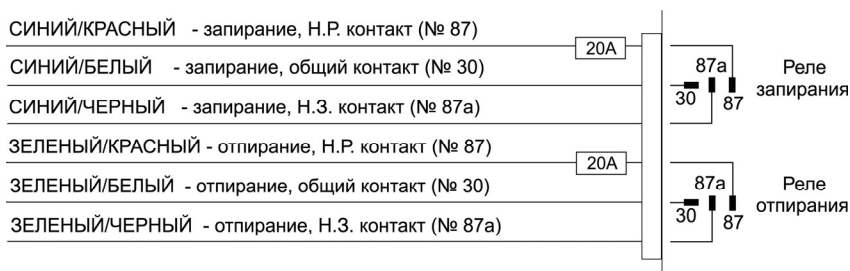 СИНИЙ/КРАСНЫЙ - запирание, Н.Р. контакт (№ 87)
20А
СИНИЙ/БЕЛЫЙ - запирание, общий контакт (№ 30)
СИНИЙ/ЧЕРНЫЙ - запирание, Н.З. контакт (№ 87а)
87а
30
87
Реле
запирания
ЗЕЛЕНЫЙ/КРАСНЫЙ - отпирание, Н.Р. контакт (№ 87)
20А
ЗЕЛЕНЫЙ/БЕЛЫЙ - отпирание, общий контакт (№ 30)
ЗЕЛЕНЫЙ/ЧЕРНЫЙ - отпирание, Н.З. контакт (№ 87а)
87а
30
87
Реле
отпирания